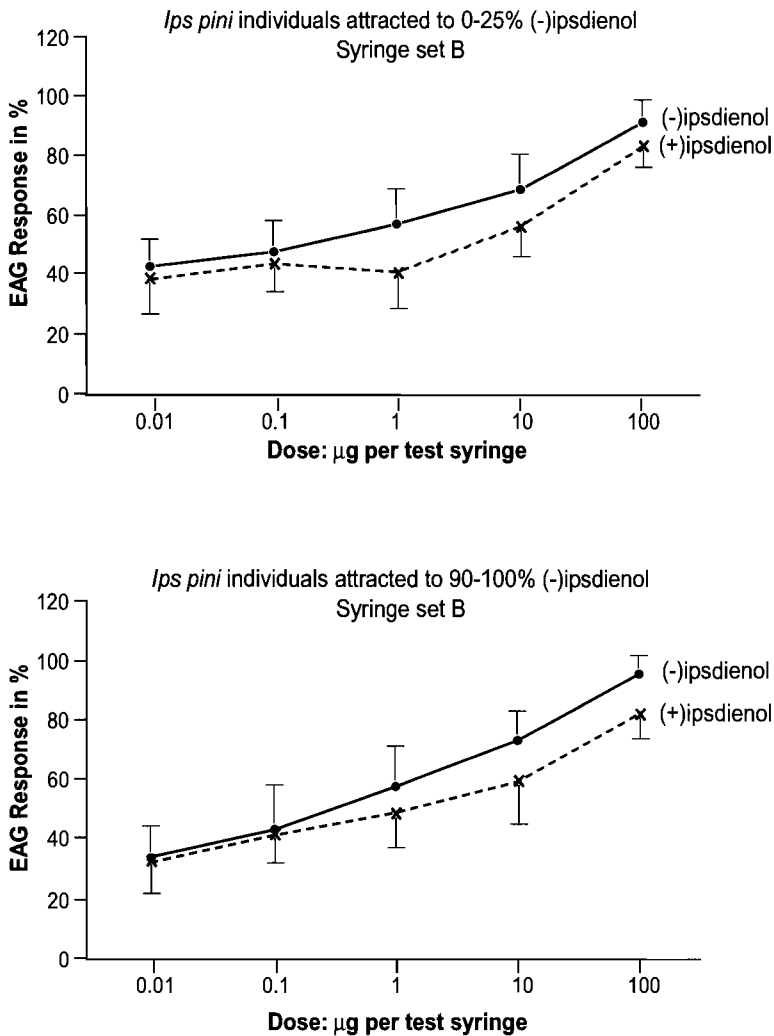 Ips pini individuals attracted to 0-25% (-)ipsdienol
Syringe set B
EAG Response in %
120
100
80
60
40
20
0
(-)ipsdienol
(+)ipsdienol
0.01 0.1 1 10 100
Dose: μg per test syringe
Ips pini individuals attracted to 90-100% (-)ipsdienol
Syringe set B
EAG Response in %
120
100
80
60
40
20
0
(-)ipsdienol
(+)ipsdienol
0.01 0.1 1 10 100
Dose: μg per test syringe